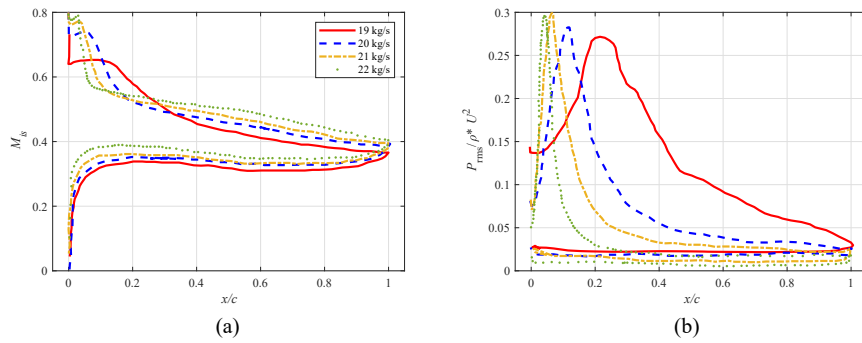 0.8
0.6
0.4
0.2
0
M_is
0 0.2 0.4 0.6 0.8 1
x/c
19 kg/s
20 kg/s
21 kg/s
22 kg/s
(a)
0.3
0.25
0.2
0.15
0.1
0.05
0
P_rms/ρ* U^2
0 0.2 0.4 0.6 0.8 1
x/c
(b)